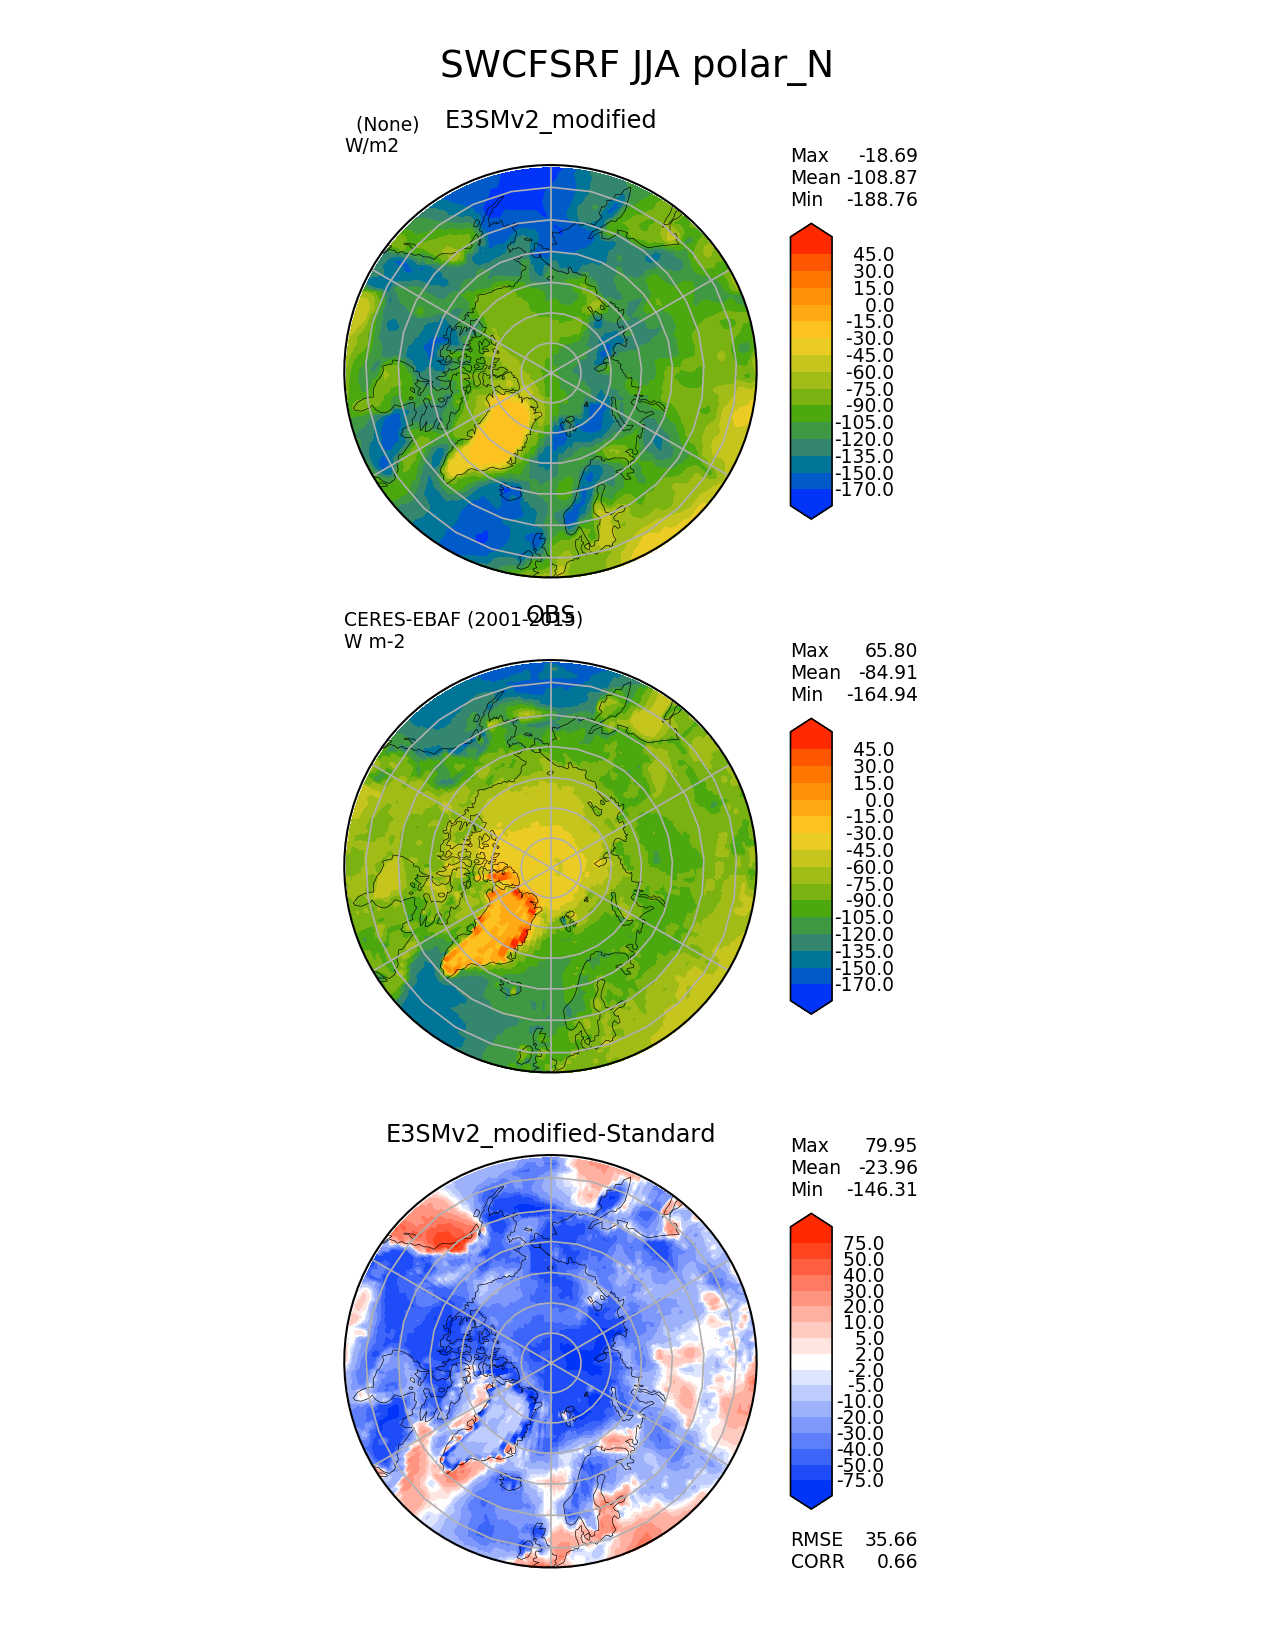 SWCFSRF JJA polar_N
(None)
E3SMv2_modified
W/m2
Max -18.69
Mean -108.87
Min -188.76
45.0
30.0
15.0
0.0
-15.0
-30.0
-45.0
-60.0
-75.0
-90.0
-105.0
-120.0
-135.0
-150.0
-170.0
OBS
CERES-EBAF (2001-2015)
W m-2
Max 65.80
Mean -84.91
Min -164.94
45.0
30.0
15.0
0.0
-15.0
-30.0
-45.0
-60.0
-75.0
-90.0
-105.0
-120.0
-135.0
-150.0
-170.0
E3SMv2_modified-Standard
Max 79.95
Mean -23.96
Min -146.31
75.0
50.0
40.0
30.0
20.0
10.0
5.0
2.0
-2.0
-5.0
-10.0
-20.0
-30.0
-40.0
-50.0
-75.0
RMSE 35.66
CORR 0.66